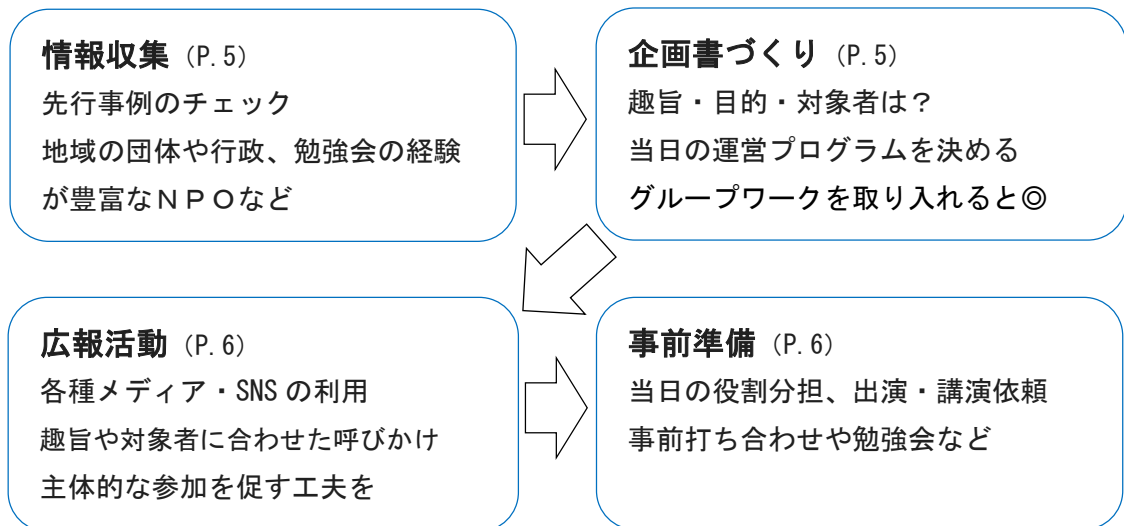 情報収集（P.5）
先行事例のチェック
地域の団体や行政、勉強会の経験
が豊富なＮＰＯなど
企画書づくり（P.5）
趣旨・目的・対象者は？
当日の運営プログラムを決める
グループワークを取り入れると◎
広報活動（P.6）
各種メディア・SNSの利用
趣旨や対象者に合わせた呼びかけ
主体的な参加を促す工夫を
事前準備（P.6）
当日の役割分担、出演・講演依頼
事前打ち合わせや勉強会など